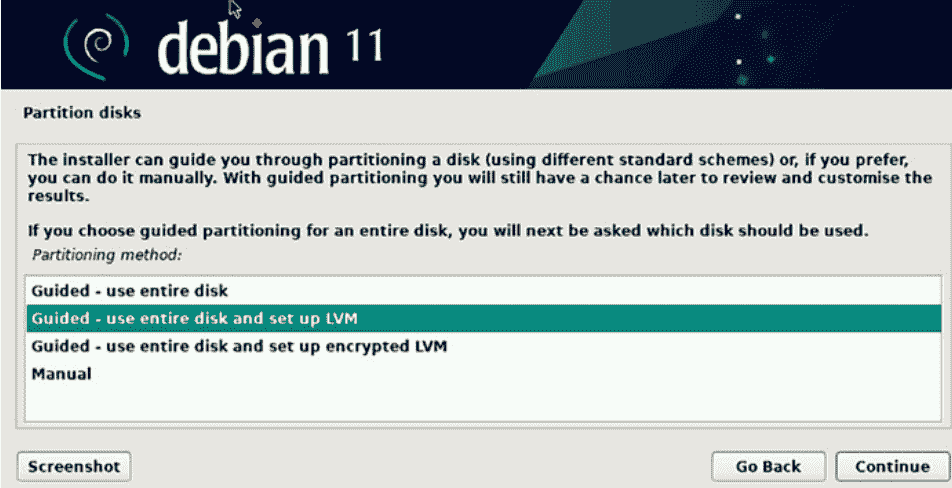 debian 11
Partition disks
The installer can guide you through partitioning a disk (using different standard schemes) or, if you prefer,
you can do it manually. With guided partitioning you will still have a chance later to review and customise the
results.
If you choose guided partitioning for an entire disk, you will next be asked which disk should be used.
Partitioning method:
Guided - use entire disk
Guided - use entire disk and set up LVM
Guided - use entire disk and set up encrypted LVM
Manual
Screenshot
Go Back
Continue